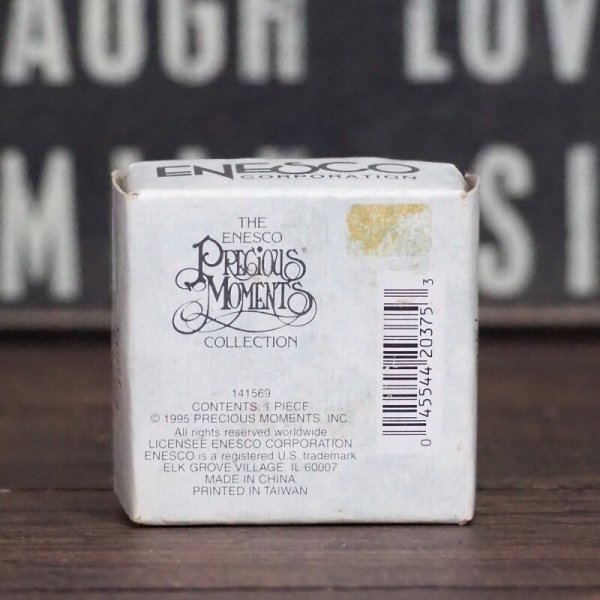 AUGH LOV
ENESCO
CORPORATION
THE
ENESCO
PRECIOUS®
MOMENTS
COLLECTION
141569
CONTENTS: 1 PIECE
© 1995 PRECIOUS MOMENTS, INC.
All rights reserved worldwide
LICENSEE ENESCO CORPORATION
ENESCO is a registered U.S. trademark
ELK GROVE VILLAGE, IL 60007
MADE IN CHINA
PRINTED IN TAIWAN
0 45544 20375 3